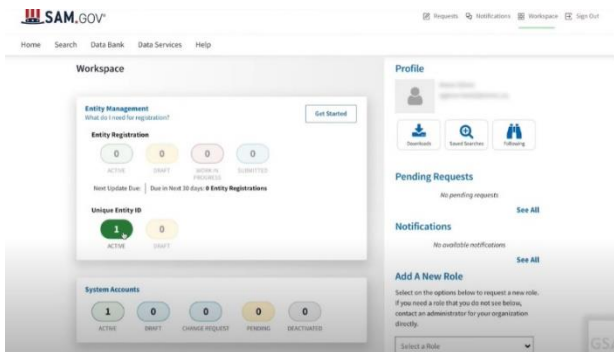 SAM.GOV®
Requests Notifications Workspace Sign Out
Home Search Data Bank Data Services Help
Workspace
Entity Management
What do I need for registration?
Get Started
Entity Registration
0 0 0 0
ACTIVE DRAFT WORK IN PROGRESS SUBMITTED
Next Update Due: Due in Next 30 days: 0 Entity Registrations
Unique Entity ID
1 0
ACTIVE DRAFT
System Accounts
1 0 0 0 0
ACTIVE DRAFT CHANGE REQUEST PENDING DEACTIVATED
Profile
Downloads Saved Searches Following
Pending Requests
No pending requests
See All
Notifications
No available notifications
See All
Add A New Role
Select on the options below to request a new role.
If you need a role that you do not see below,
contact an administrator for your organization
directly.
Select a Role
GS